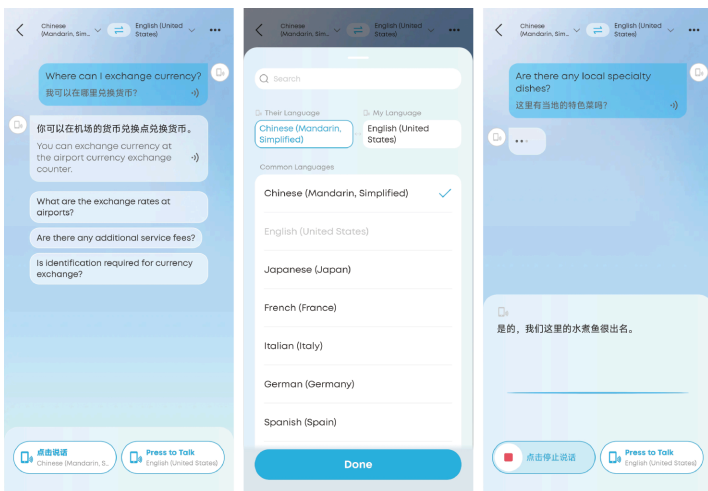 Chinese
(Mandarin, Sim...
English (United
States)
Where can I exchange currency?
我可以在哪里兑换货币？
你可以在机场的货币兑换点兑换货币。
You can exchange currency at
the airport currency exchange
counter.
What are the exchange rates at
airports?
Are there any additional service fees?
Is identification required for currency
exchange?
点击说话
Chinese (Mandarin, S...
Press to Talk
English (United States)
Chinese
(Mandarin, Sim...
English (United
States)
Search
Their Language
My Language
Chinese (Mandarin,
Simplified)
English (United
States)
Common Languages
Chinese (Mandarin, Simplified)
English (United States)
Japanese (Japan)
French (France)
Italian (Italy)
German (Germany)
Spanish (Spain)
Done
Chinese
(Mandarin, Sim...
English (United
States)
Are there any local specialty
dishes?
这里有当地的特色菜吗？
是的，我们这里的水煮鱼很出名。
点击停止说话
Press to Talk
English (United States)